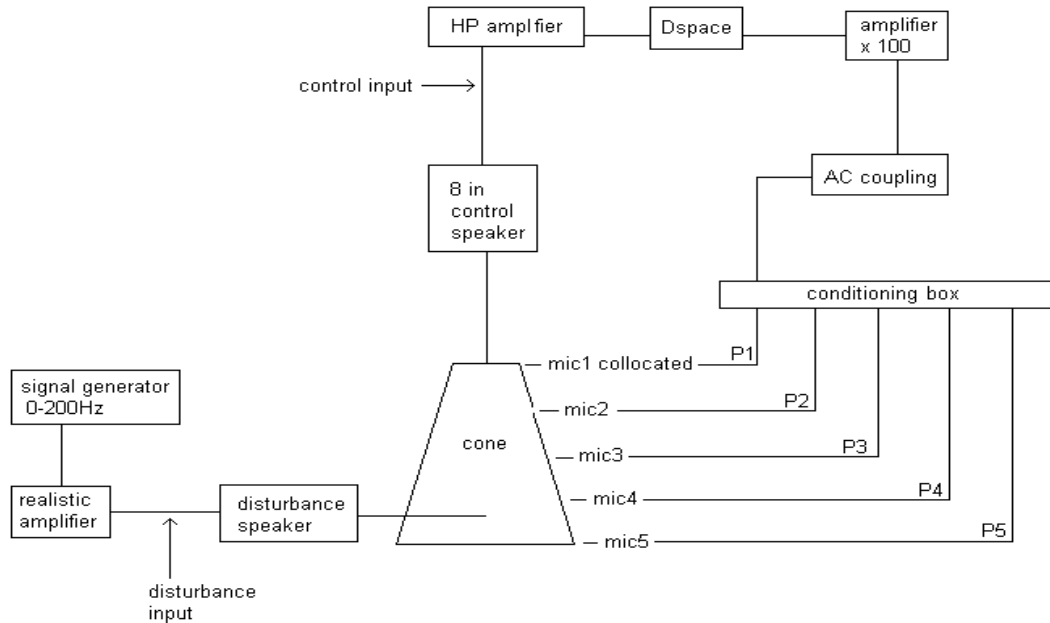 HP amplfier
Dspace
amplifier
x 100
control input
AC coupling
8 in
control
speaker
conditioning box
mic1 collocated
P1
signal generator
0-200Hz
mic2
P2
cone
mic3
P3
realistic
amplifier
disturbance
speaker
mic4
P4
mic5
P5
disturbance
input